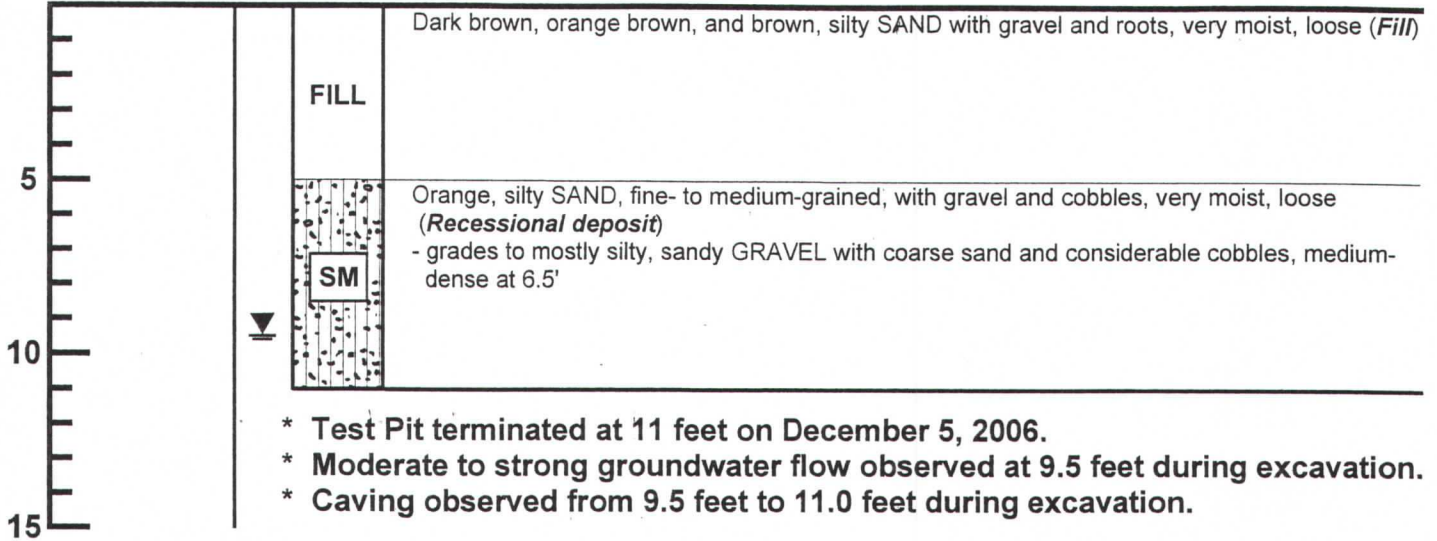 Dark brown, orange brown, and brown, silty SAND with gravel and roots, very moist, loose (Fill)
FILL
5
Orange, silty SAND, fine- to medium-grained, with gravel and cobbles, very moist, loose
(Recessional deposit)
- grades to mostly silty, sandy GRAVEL with coarse sand and considerable cobbles, medium-
dense at 6.5'
SM
10
* Test Pit terminated at 11 feet on December 5, 2006.
* Moderate to strong groundwater flow observed at 9.5 feet during excavation.
* Caving observed from 9.5 feet to 11.0 feet during excavation.
15